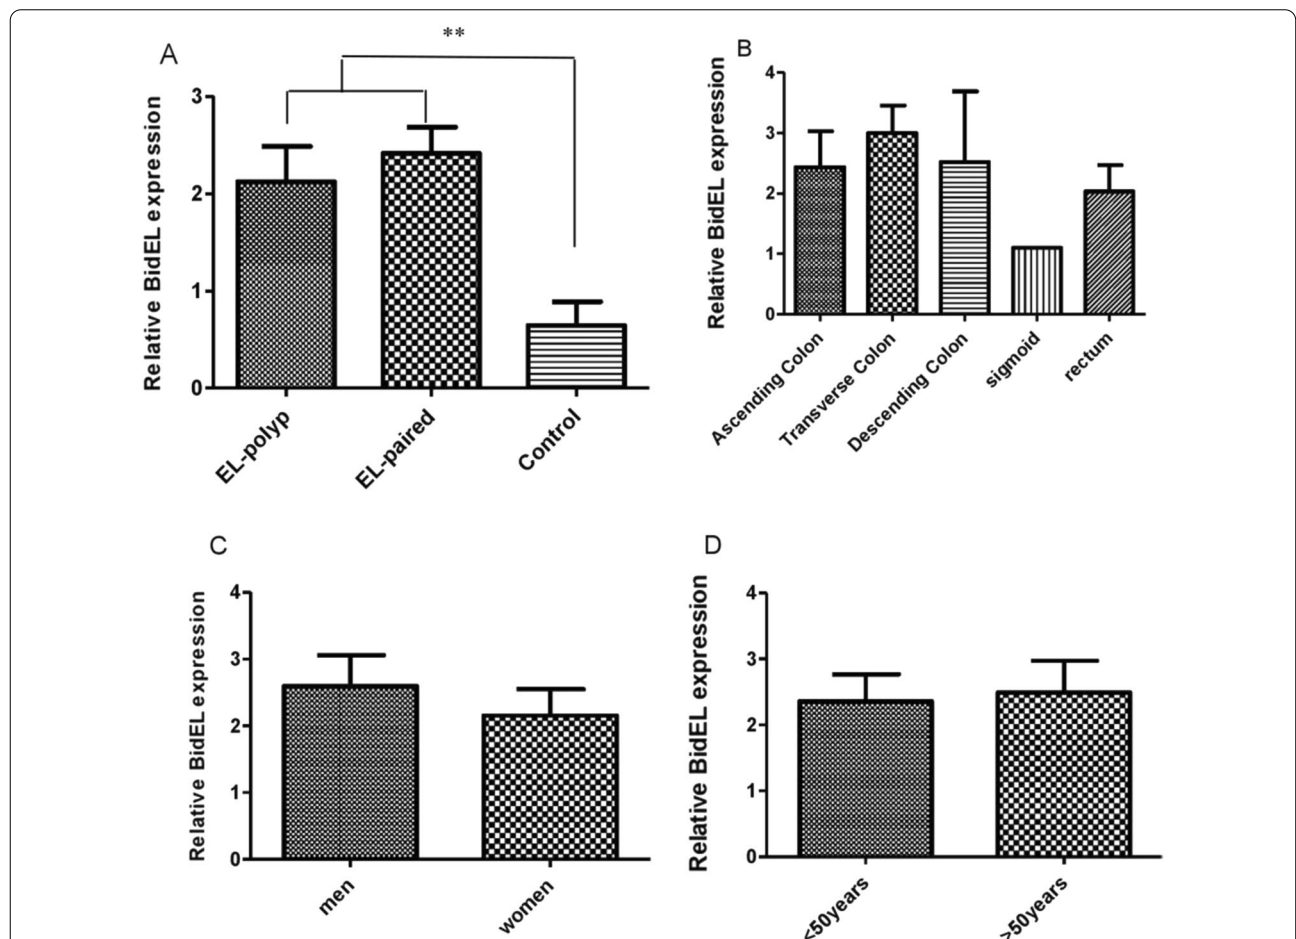 A
**
Relative BidEL expression
3
2
1
0
EL-polyp
EL-paired
Control
B
Relative BidEL expression
4
3
2
1
0
Ascending Colon
Transverse Colon
Descending Colon
sigmoid
rectum
C
Relative BidEL expression
4
3
2
1
0
men
women
D
Relative BidEL expression
4
3
2
1
0
<50years
>50years